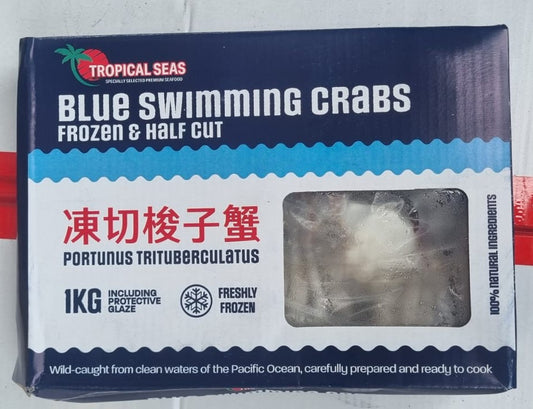 TROPICAL SEAS
SPECIALLY SELECTED PREMIUM SEAFOOD
BLUE SWIMMING CRABS
FROZEN & HALF CUT
凍切梭子蟹
PORTUNUS TRITUBERCULATUS
1KG INCLUDING PROTECTIVE GLAZE
FRESHLY FROZEN
100% NATURAL INGREDIENTS
Wild-caught from clean waters of the Pacific Ocean, carefully prepared and ready to cook